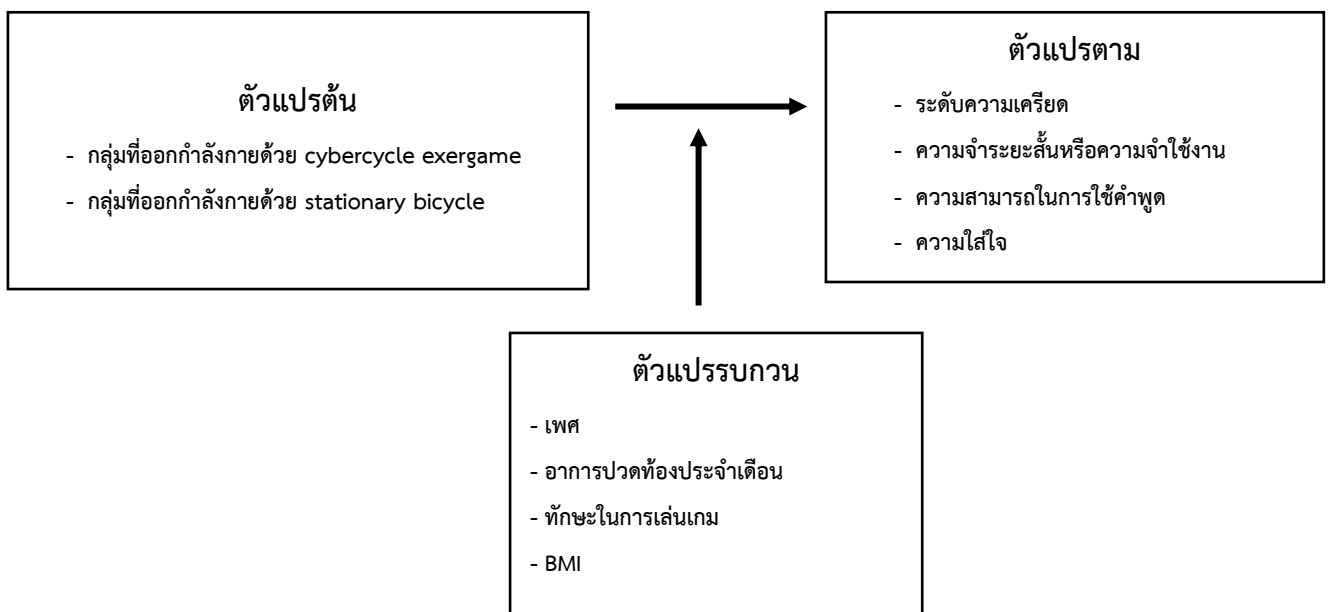 ตัวแปรต้น
- กลุ่มที่ออกกำลังกายด้วย cybercycle exergame
- กลุ่มที่ออกกำลังกายด้วย stationary bicycle
ตัวแปรตาม
- ระดับความเครียด
- ความจำระยะสั้นหรือความจำใช้งาน
- ความสามารถในการใช้คำพูด
- ความใส่ใจ
ตัวแปรรบกวน
- เพศ
- อาการปวดท้องประจำเดือน
- ทักษะในการเล่นเกม
- BMI